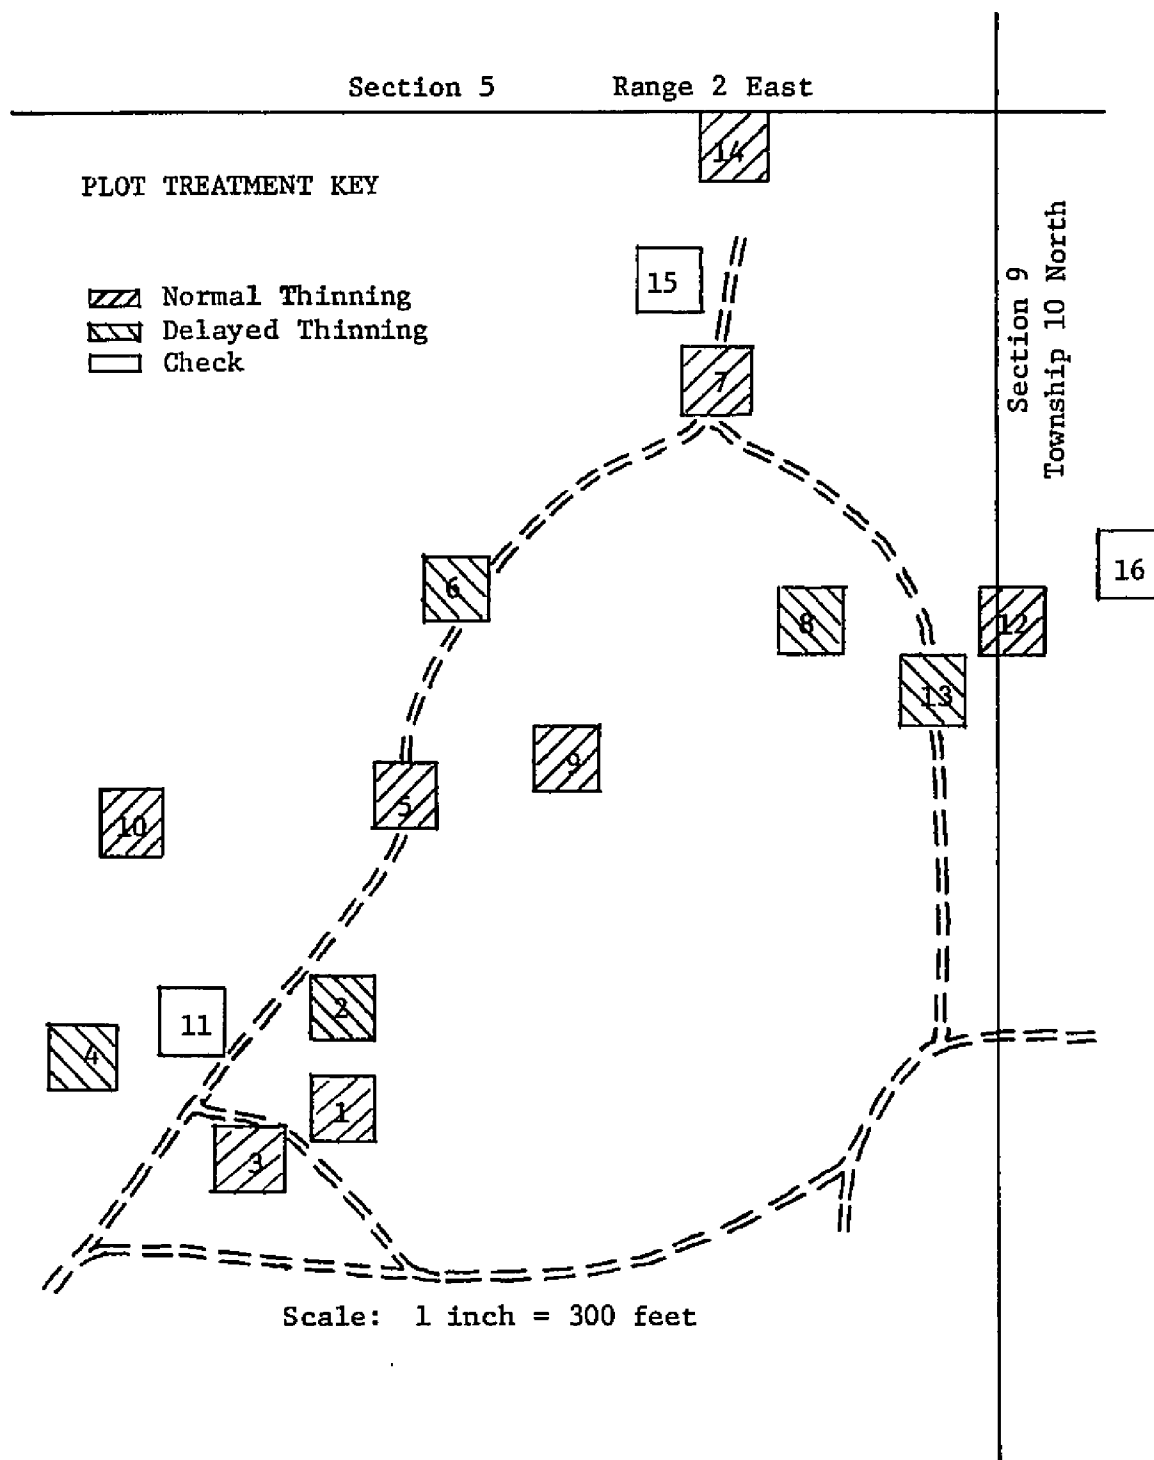 Section 5 Range 2 East
14
PLOT TREATMENT KEY
Section 9
Township 10 North
15
Normal Thinning
Delayed Thinning
Check
7
16
6
8
12
13
9
5
10
2
11
4
1
3
Scale: 1 inch = 300 feet